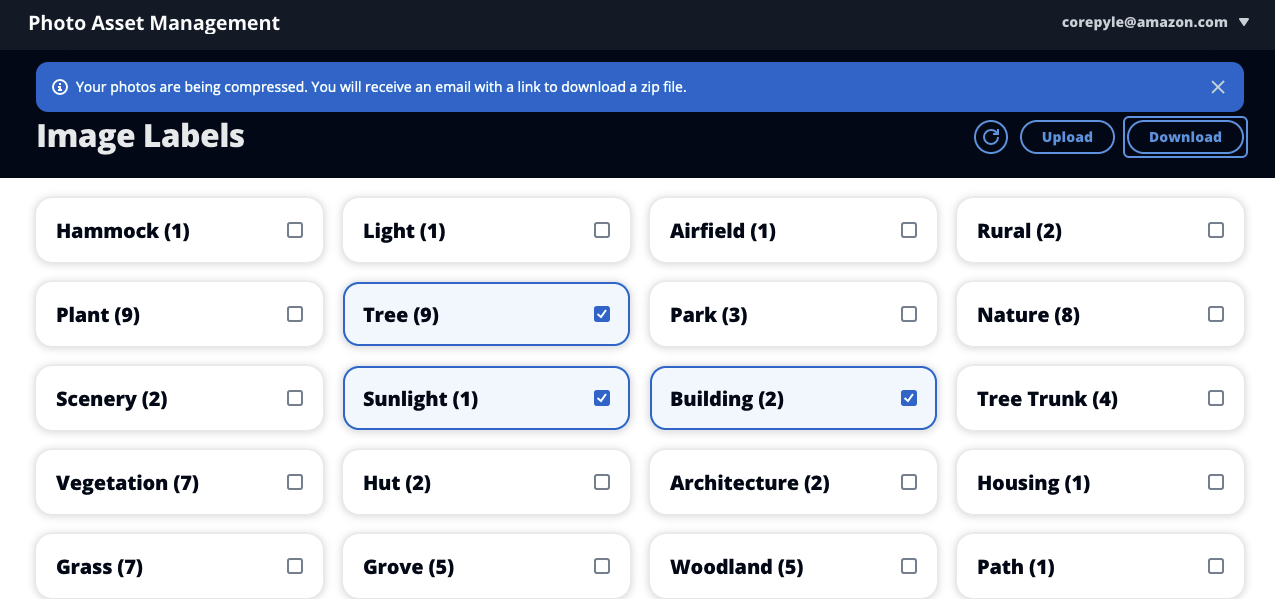 Photo Asset Management
corepyle@amazon.com
Your photos are being compressed. You will receive an email with a link to download a zip file.
Image Labels
Upload
Download
Hammock (1)
Light (1)
Airfield (1)
Rural (2)
Plant (9)
Tree (9)
Park (3)
Nature (8)
Scenery (2)
Sunlight (1)
Building (2)
Tree Trunk (4)
Vegetation (7)
Hut (2)
Architecture (2)
Housing (1)
Grass (7)
Grove (5)
Woodland (5)
Path (1)